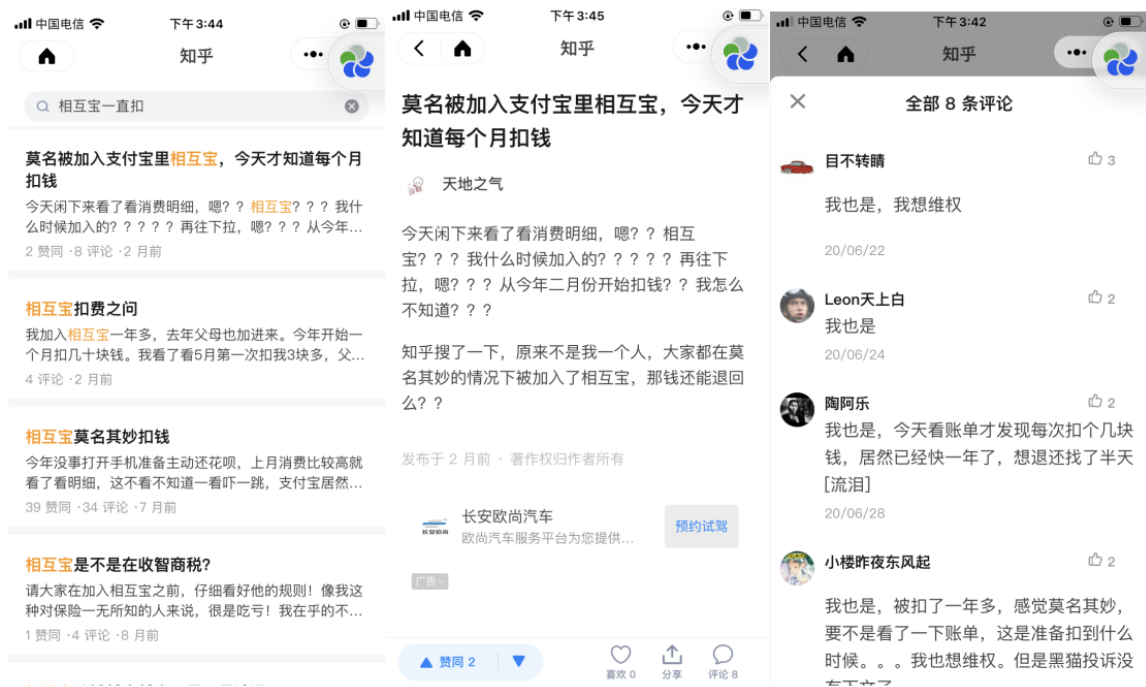 中国电信
下午3:44
知乎
相互宝一直扣
莫名被加入支付宝里相互宝，今天才知道每个月
扣钱
今天闲下来看了看消费明细，嗯？？相互宝？？？我什
么时候加入的？？？？？再往下拉，嗯？？？从今年...
2 赞同 ·8 评论 ·2 月前
相互宝扣费之问
我加入相互宝一年多，去年父母也加进来。今年开始一
个月扣几十块钱。我看了看5月第一次扣我3块多，父...
4 评论 ·2 月前
相互宝莫名其妙扣钱
今年没事打开手机准备主动还花呗，上月消费比较高就
看了看明细，这不看不知道一看吓一跳，支付宝居然...
39 赞同 ·34 评论 ·7 月前
相互宝是不是在收智商税？
请大家在加入相互宝之前，仔细看好他的规则！像我这
种对保险一无所知的人来说，很是吃亏！我在乎的不...
1 赞同 ·4 评论 ·8 月前
中国电信
下午3:45
知乎
莫名被加入支付宝里相互宝，今天才
知道每个月扣钱
天地之气
今天闲下来看了看消费明细，嗯？？相互
宝？？？我什么时候加入的？？？？？再往下
拉，嗯？？？从今年二月份开始扣钱？？我怎么
不知道？？？
知乎搜了一下，原来不是我一个人，大家都在莫
名其妙的情况下被加入了相互宝，那钱还能退回
么？？
发布于 2 月前 · 著作权归作者所有
长安欧尚
长安欧尚汽车
欧尚汽车服务平台为您提供...
预约试驾
广告
赞同 2
喜欢 0
分享
评论 8
中国电信
下午3:42
知乎
全部 8 条评论
目不转睛
3
我也是，我想维权
20/06/22
Leon天上白
2
我也是
20/06/24
陶阿乐
2
我也是，今天看账单才发现每次扣个几块
钱，居然已经快一年了，想退还找了半天
[流泪]
20/06/28
小楼昨夜东风起
2
我也是，被扣了一年多，感觉莫名其妙，
要不是看了一下账单，这是准备扣到什么
时候。。。我也想维权。但是黑猫投诉没
有下文了